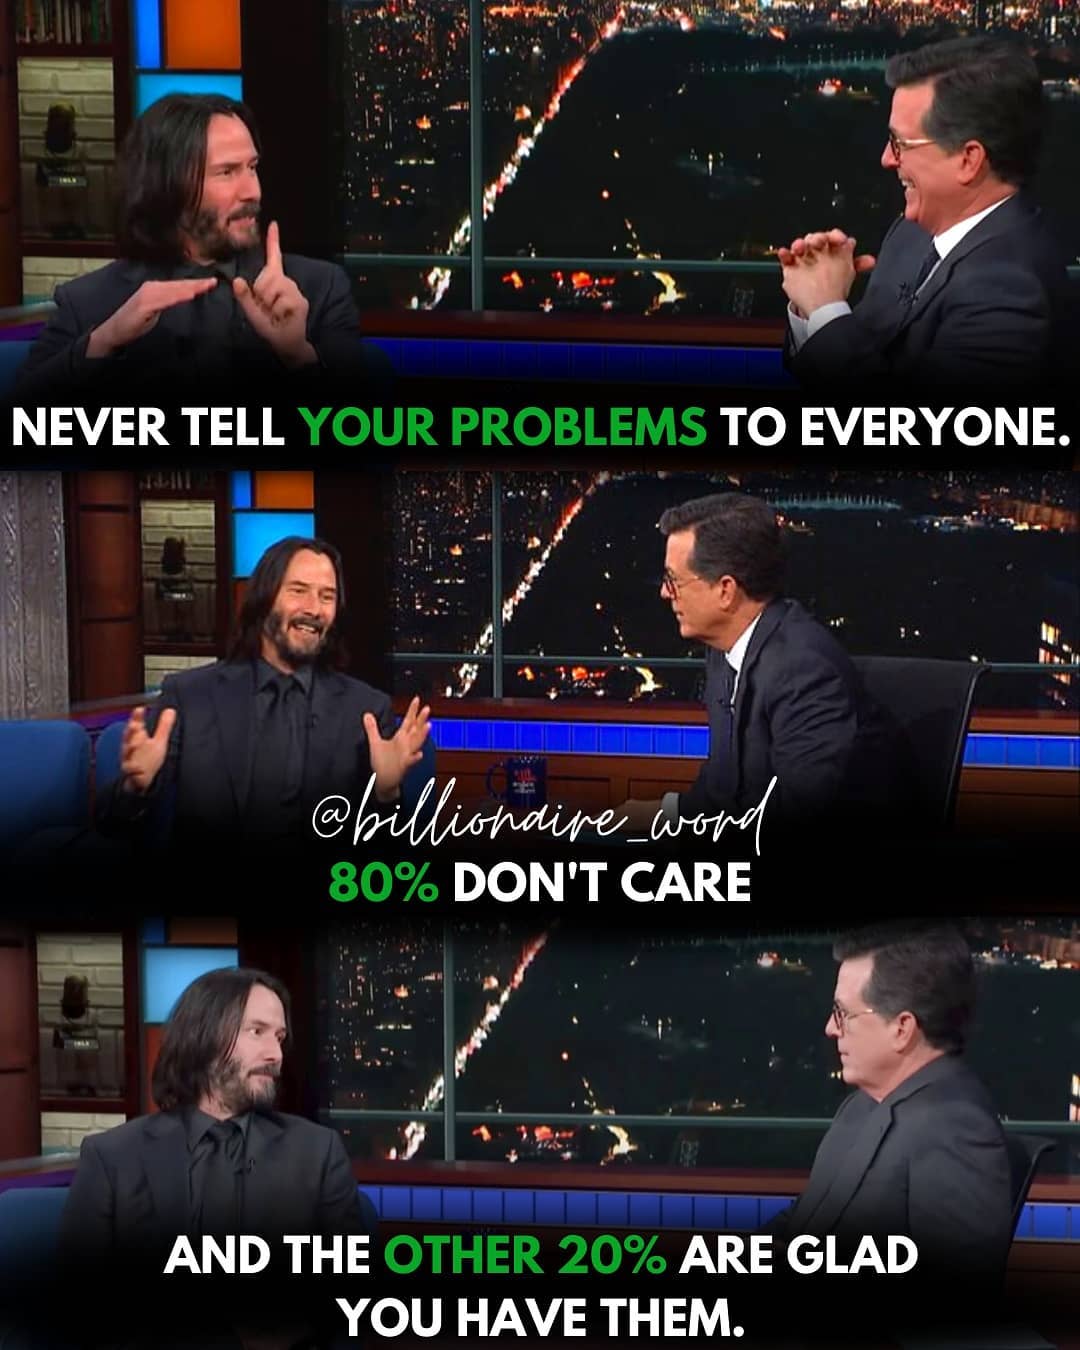 NEVER TELL YOUR PROBLEMS TO EVERYONE.
@billionaire_word
80% DON'T CARE
AND THE OTHER 20% ARE GLAD
YOU HAVE THEM.